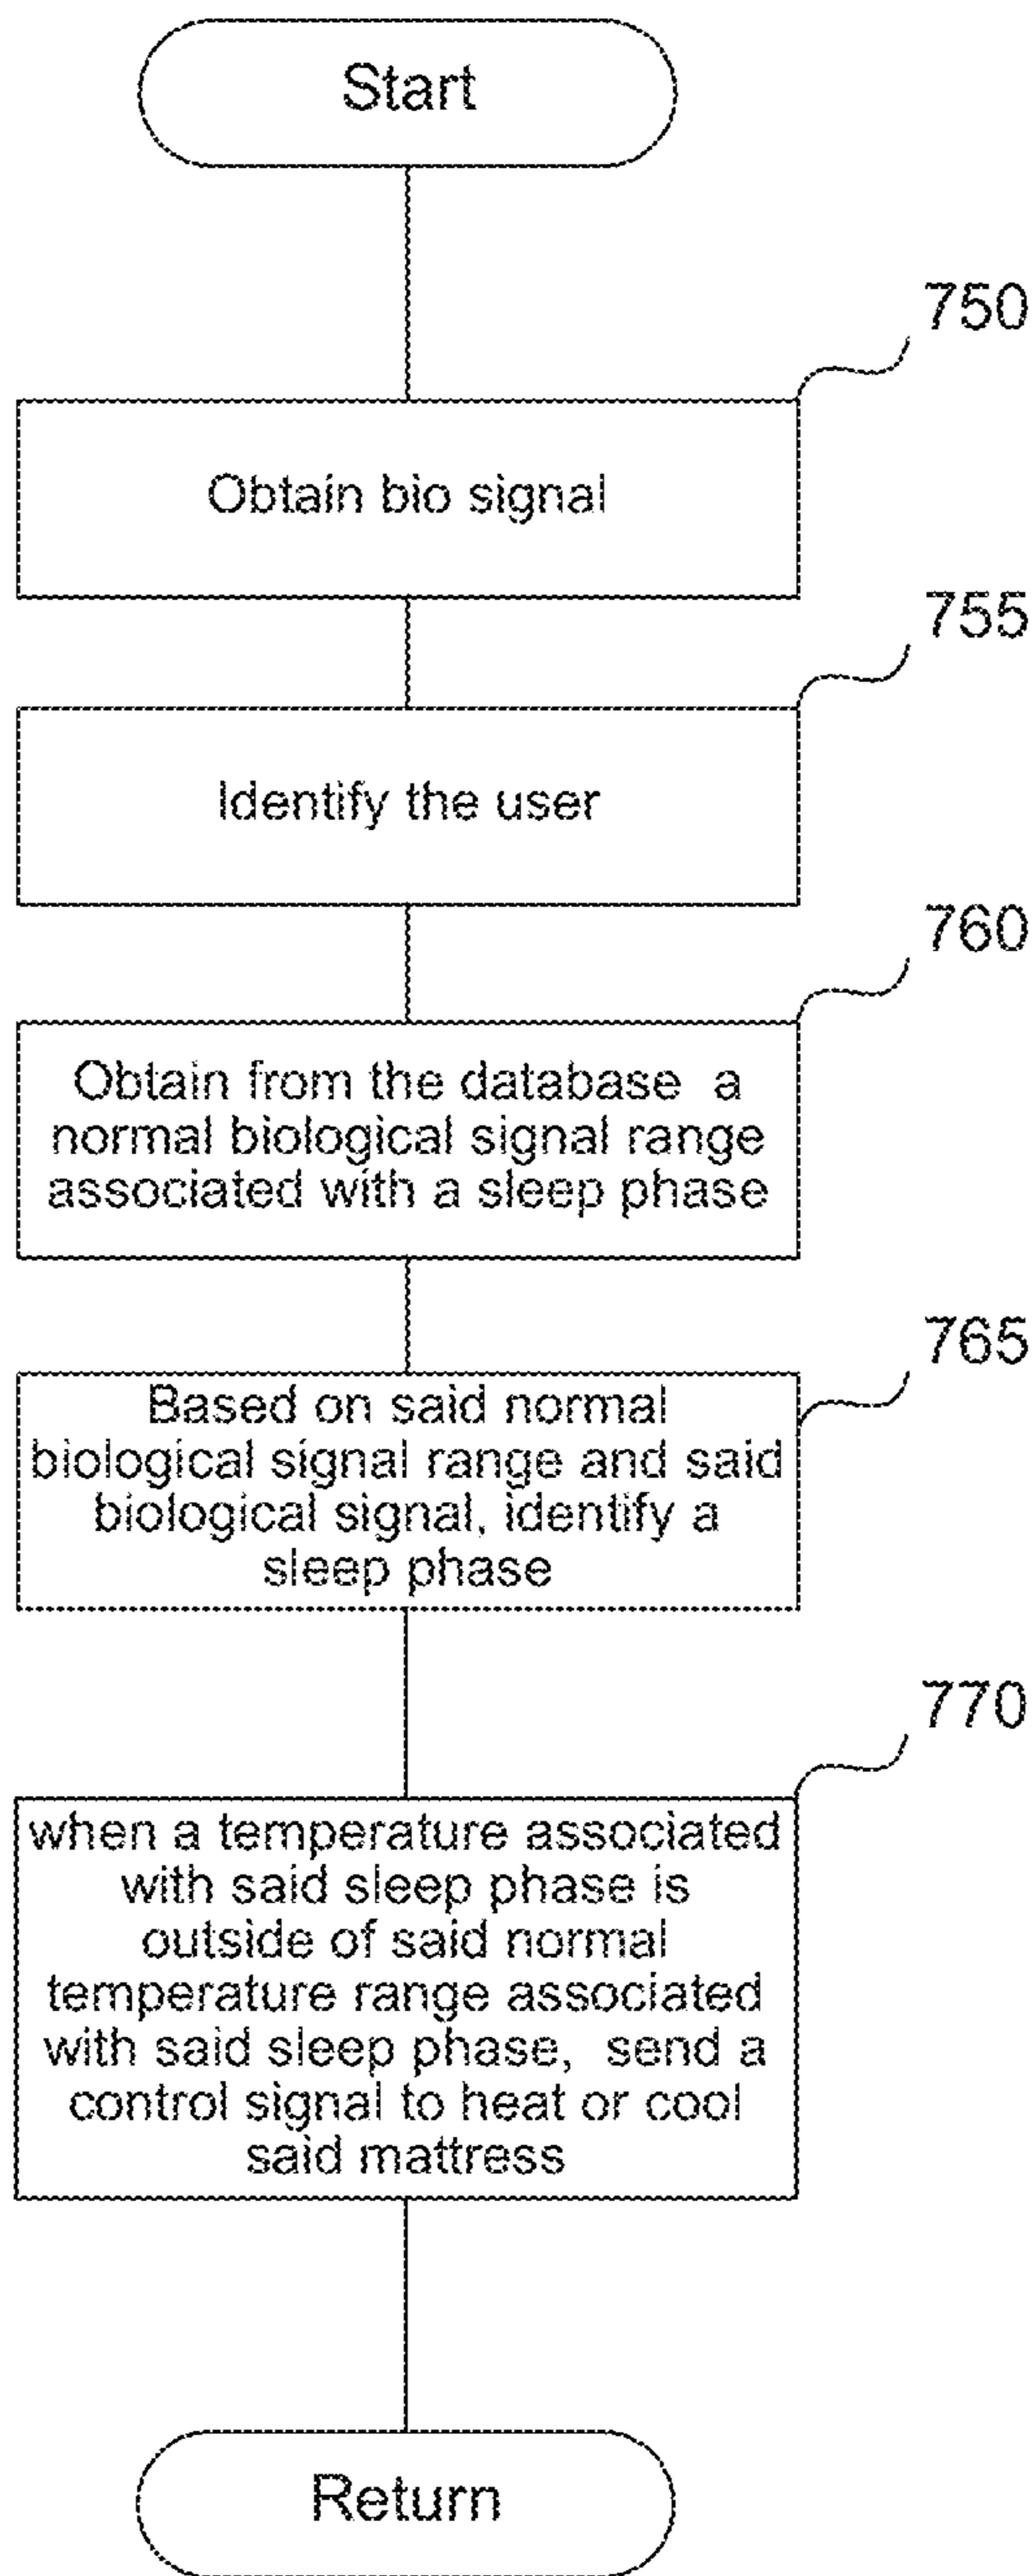 Start
750
Obtain bio signal
755
Identify the user
760
Obtain from the database a
normal biological signal range
associated with a sleep phase
765
Based on said normal
biological signal range and said
biological signal, identify a
sleep phase
770
when a temperature associated
with said sleep phase is
outside of said normal
temperature range associated
with said sleep phase, send a
control signal to heat or cool
said mattress
Return